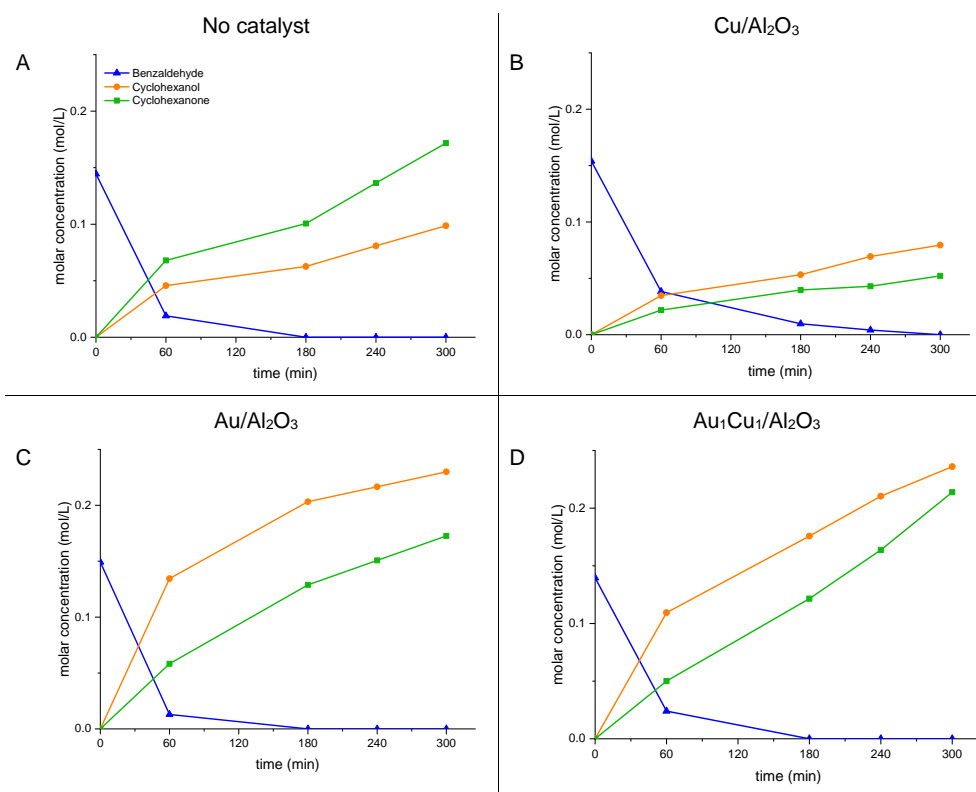 No catalyst
A
Benzaldehyde
Cyclohexanol
Cyclohexanone
molar concentration (mol/L)
0.2
0.1
0.0
0 60 120 180 240 300
time (min)
Cu/Al₂O₃
B
molar concentration (mol/L)
0.2
0.1
0.0
0 60 120 180 240 300
time (min)
Au/Al₂O₃
C
molar concentration (mol/L)
0.2
0.1
0.0
0 60 120 180 240 300
time (min)
Au₁Cu₁/Al₂O₃
D
molar concentration (mol/L)
0.2
0.1
0.0
0 60 120 180 240 300
time (min)